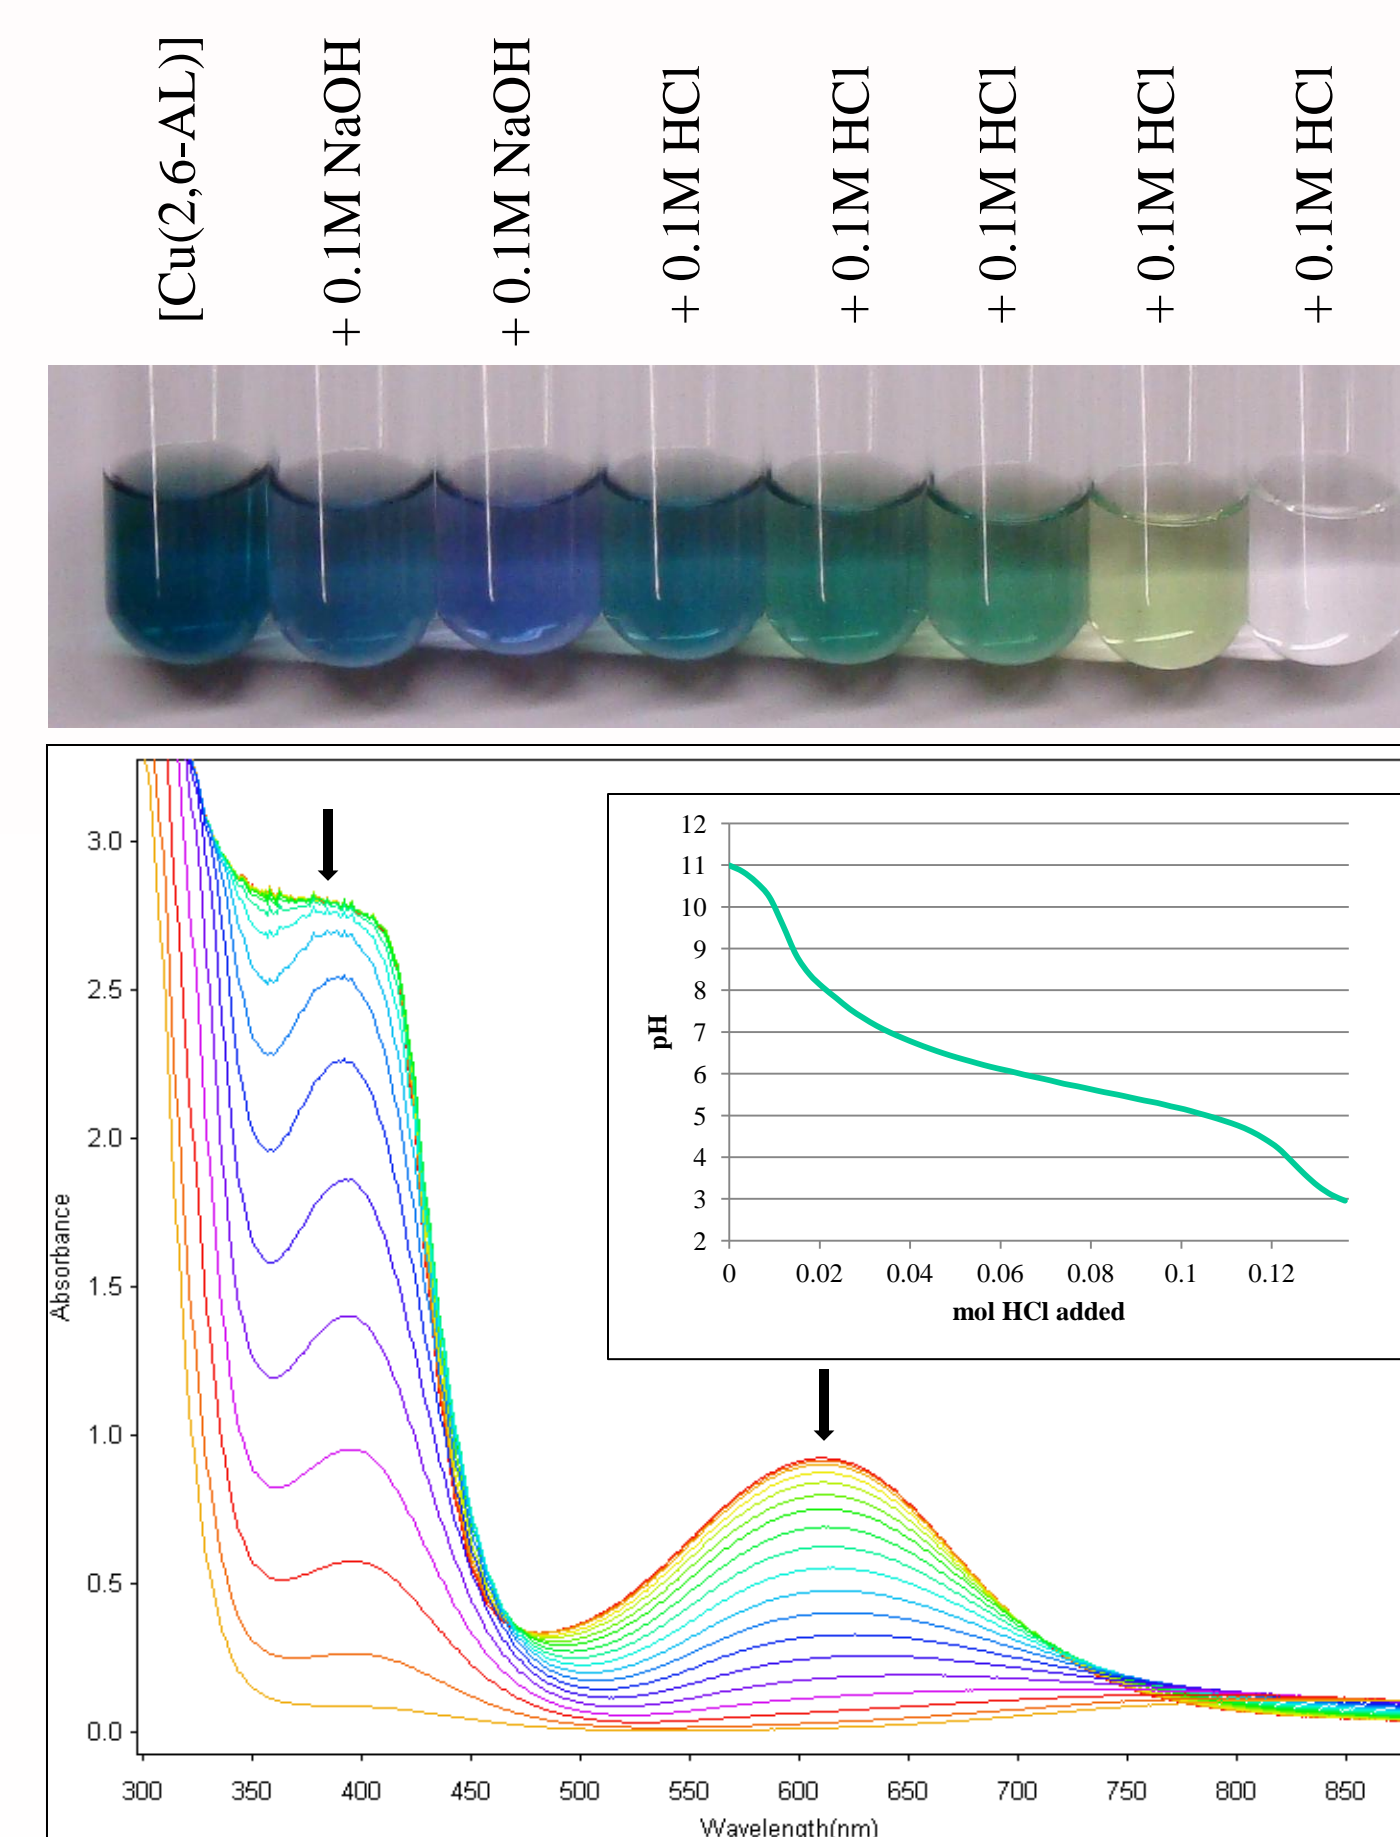 [Cu(2,6-AL)]
+ 0.1M NaOH
+ 0.1M NaOH
+ 0.1M HCl
+ 0.1M HCl
+ 0.1M HCl
+ 0.1M HCl
+ 0.1M HCl
3.0
2.5
2.0
1.5
1.0
0.5
0.0
Absorbance
12
11
10
9
8
7
6
5
4
3
2
pH
0 0.02 0.04 0.06 0.08 0.1 0.12
mol HCl added
300 350 400 450 500 550 600 650 700 750 800 850
Wavelength(nm)